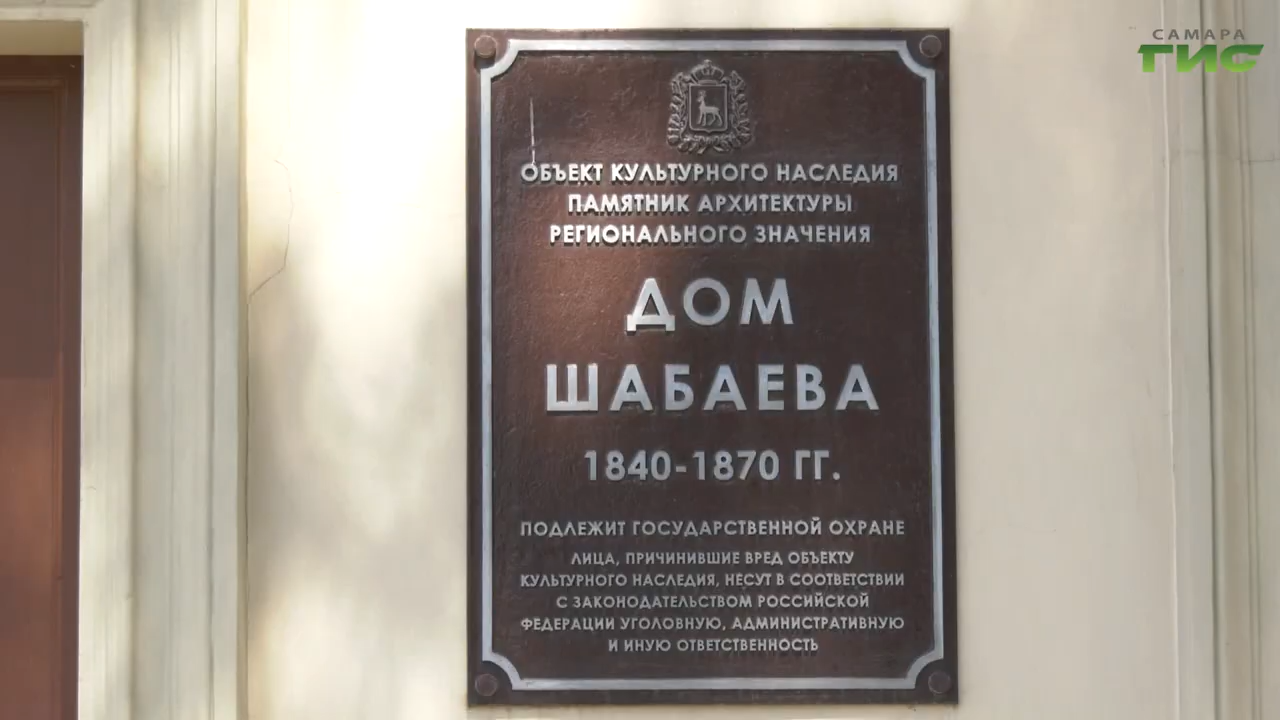 САМАРА
ГИС
ОБЪЕКТ КУЛЬТУРНОГО НАСЛЕДИЯ
ПАМЯТНИК АРХИТЕКТУРЫ
РЕГИОНАЛЬНОГО ЗНАЧЕНИЯ
ДОМ
ШАБАЕВА
1840-1870 ГГ.
ПОДЛЕЖИТ ГОСУДАРСТВЕННОЙ ОХРАНЕ
ЛИЦА, ПРИЧИНИВШИЕ ВРЕД ОБЪЕКТУ
КУЛЬТУРНОГО НАСЛЕДИЯ, НЕСУТ В СООТВЕТСТВИИ
С ЗАКОНОДАТЕЛЬСТВОМ РОССИЙСКОЙ
ФЕДЕРАЦИИ УГОЛОВНУЮ, АДМИНИСТРАТИВНУЮ
И ИНУЮ ОТВЕТСТВЕННОСТЬ